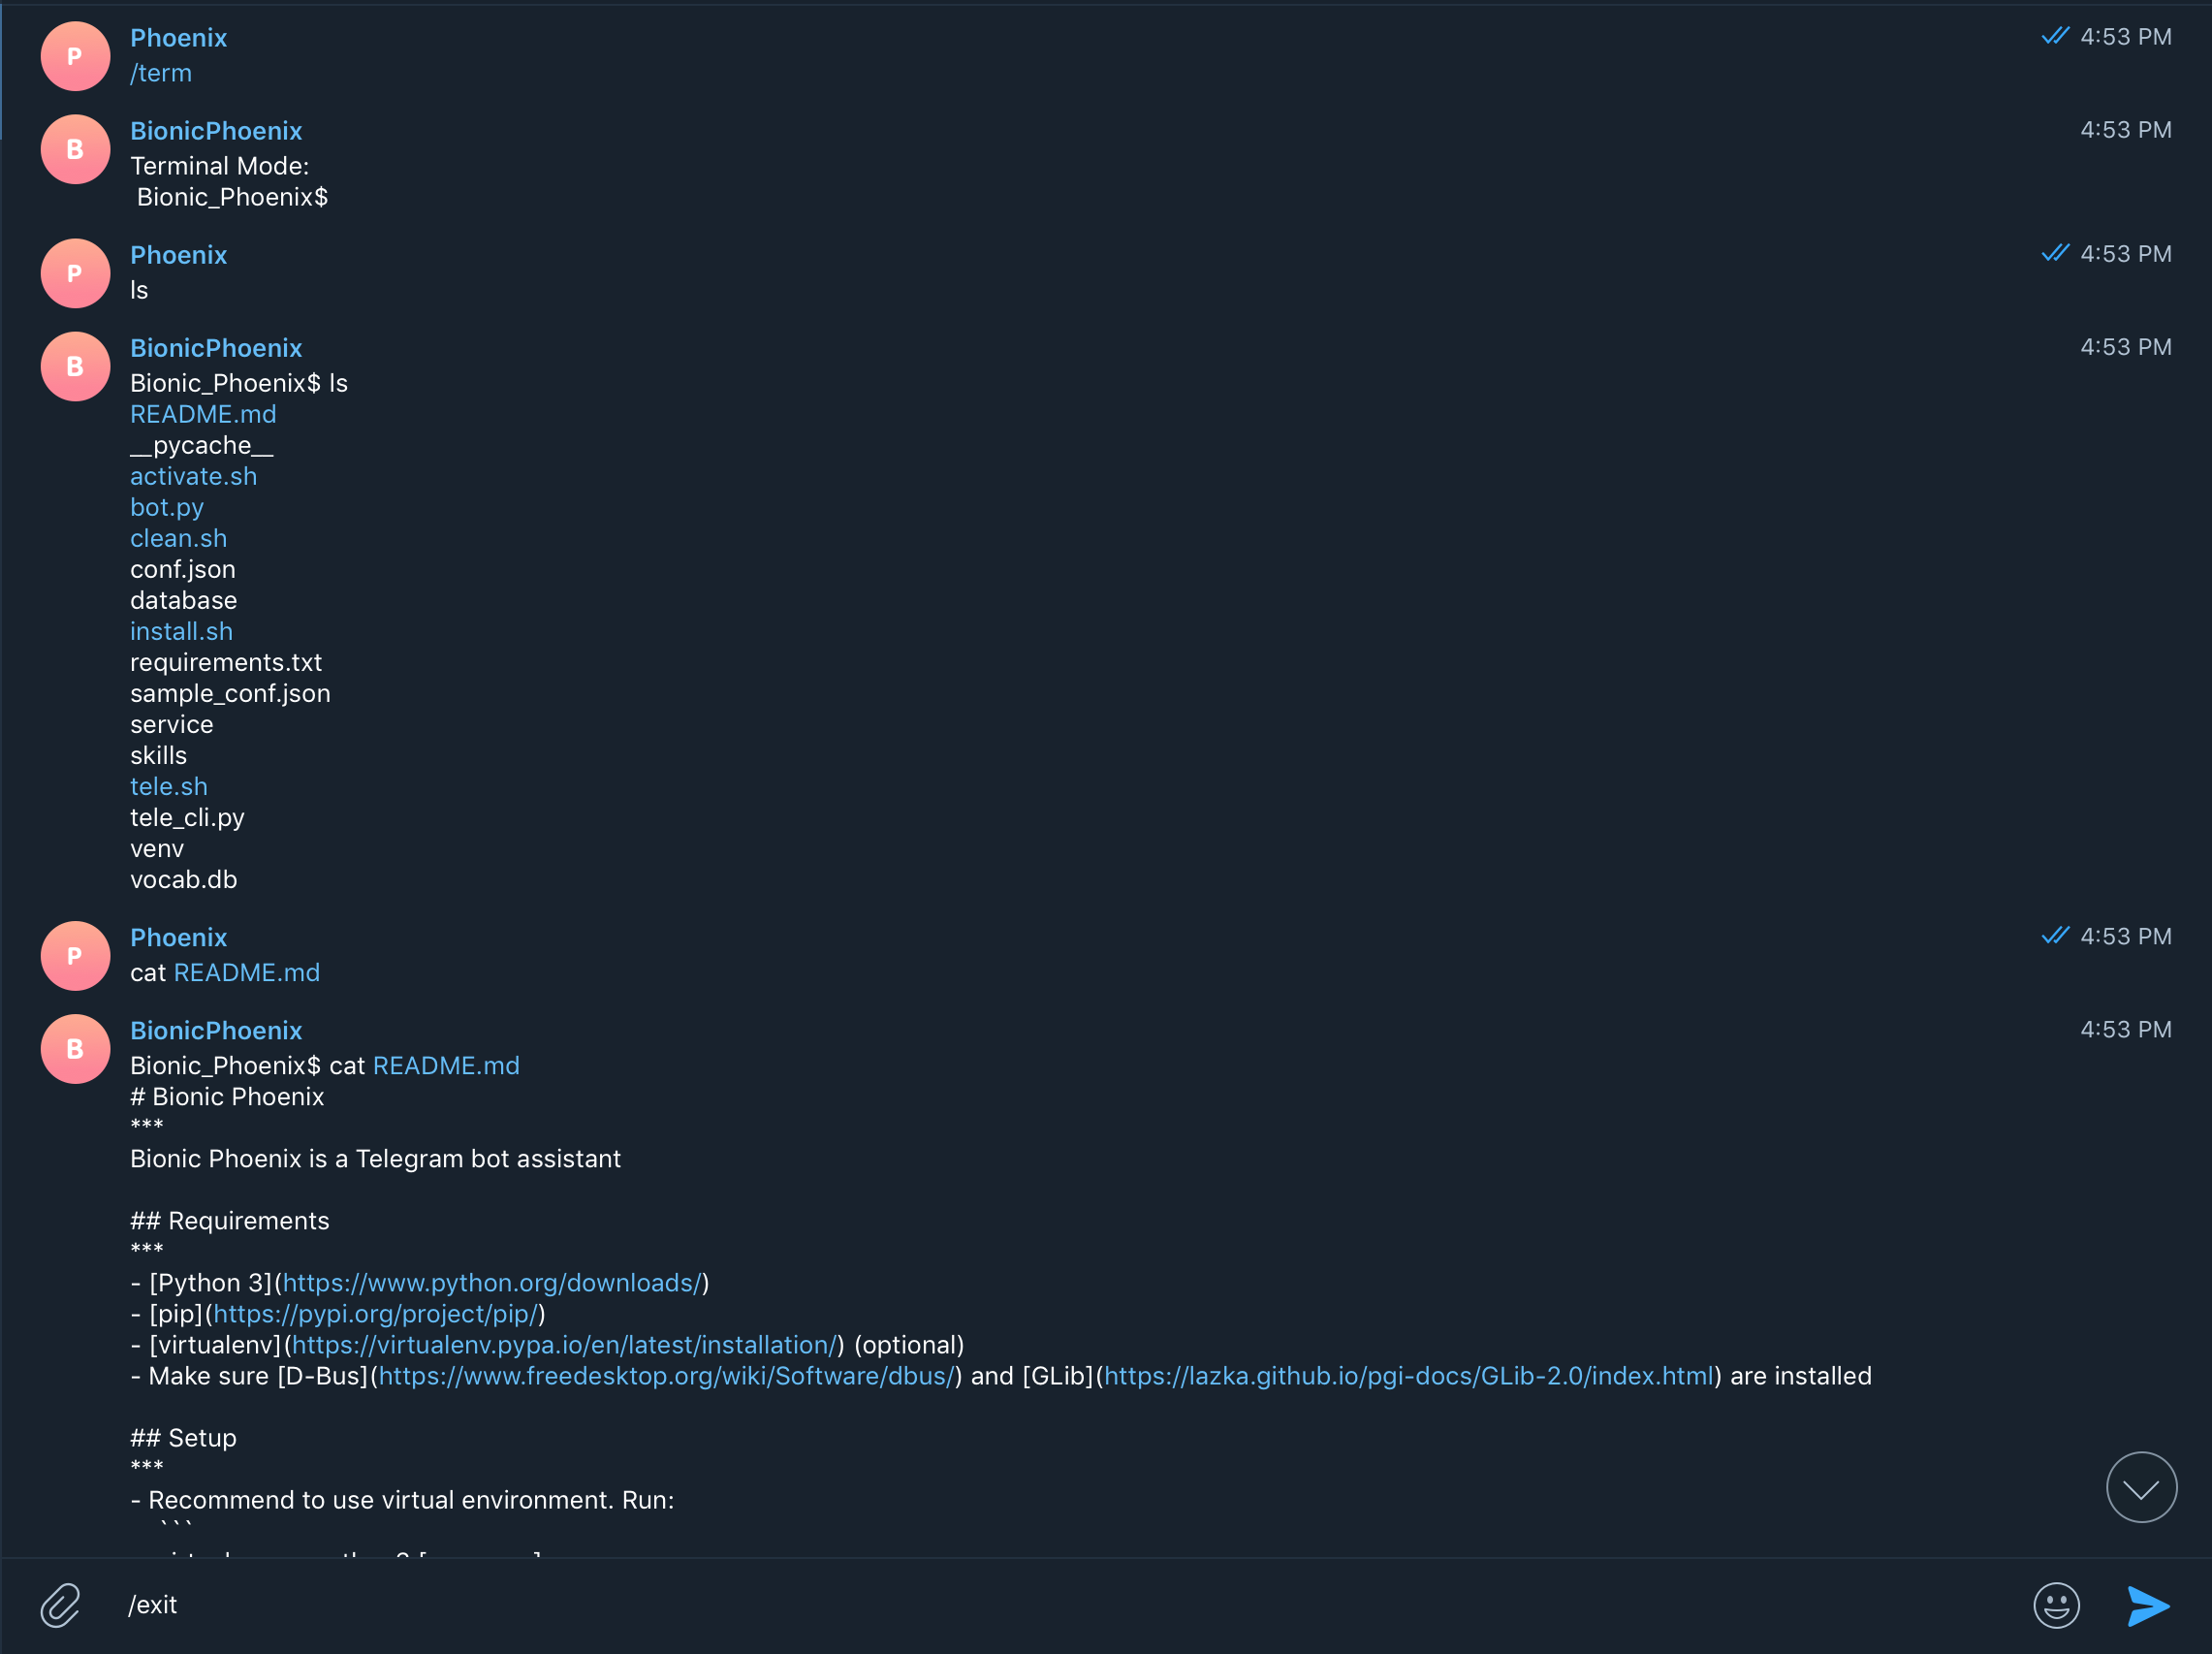 P
Phoenix
4:53 PM
/term
B
BionicPhoenix
4:53 PM
Terminal Mode:
Bionic_Phoenix$
P
Phoenix
4:53 PM
ls
B
BionicPhoenix
4:53 PM
Bionic_Phoenix$ ls
README.md
__pycache__
activate.sh
bot.py
clean.sh
conf.json
database
install.sh
requirements.txt
sample_conf.json
service
skills
tele.sh
tele_cli.py
venv
vocab.db
P
Phoenix
4:53 PM
cat README.md
B
BionicPhoenix
4:53 PM
Bionic_Phoenix$ cat README.md
# Bionic Phoenix
***
Bionic Phoenix is a Telegram bot assistant
## Requirements
***
- [Python 3](https://www.python.org/downloads/)
- [pip](https://pypi.org/project/pip/)
- [virtualenv](https://virtualenv.pypa.io/en/latest/installation/) (optional)
- Make sure [D-Bus](https://www.freedesktop.org/wiki/Software/dbus/) and [GLib](https://lazka.github.io/pgi-docs/GLib-2.0/index.html) are installed
## Setup
***
- Recommend to use virtual environment. Run:
```
/exit